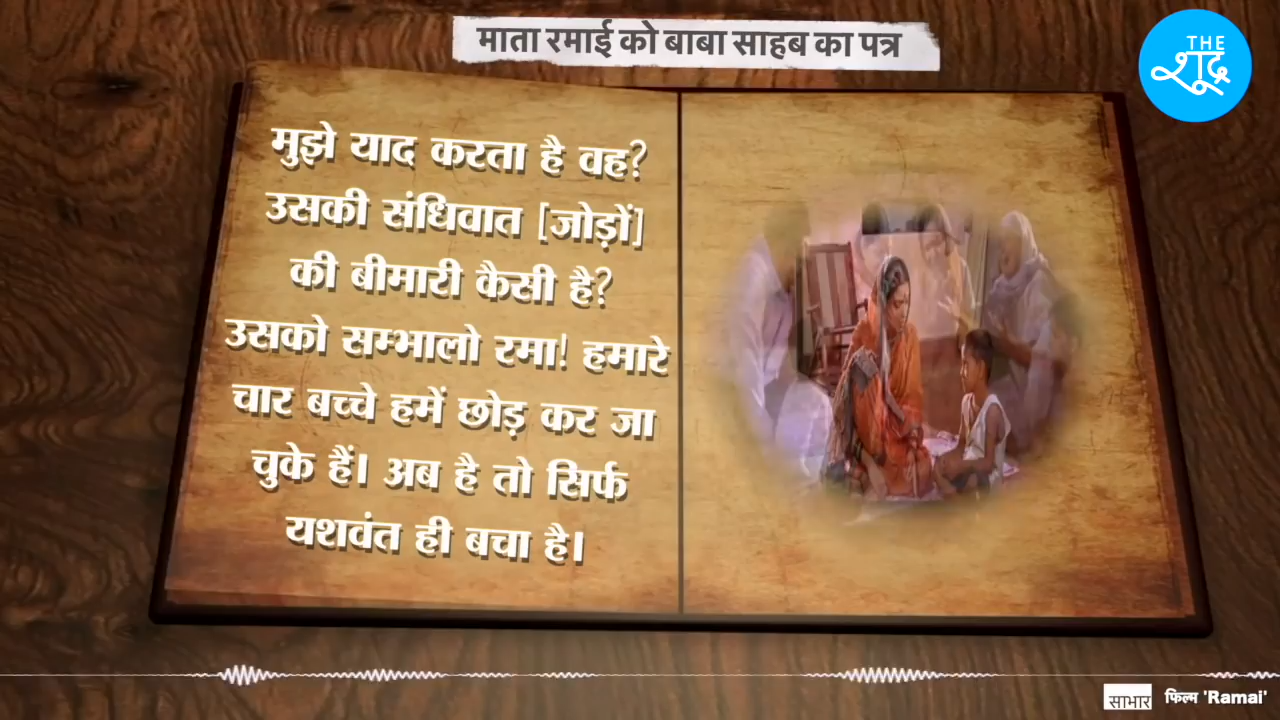 माता रमाई को बाबा साहब का पत्र
THE
शूद्र
मुझे याद करता है वह?
उसकी संधिवात [जोड़ों]
की बीमारी कैसी है?
उसको सम्भालो रमा! हमारे
चार बच्चे हमें छोड़ कर जा
चुके हैं। अब है तो सिर्फ
यशवंत ही बचा है।
साभार फिल्म 'Ramai'